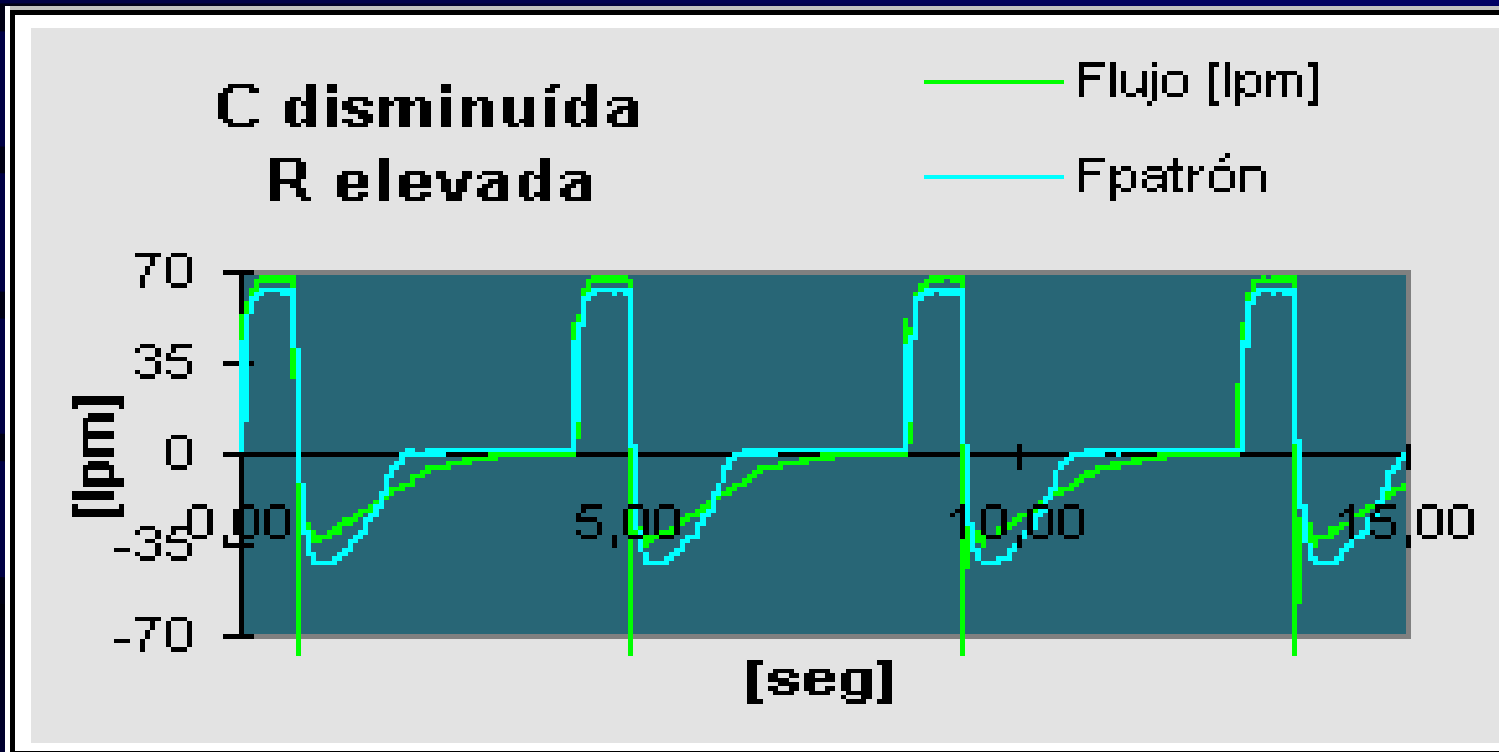 C disminuída
R elevada
Flujo [lpm]
Fpatrón
70
35
0
-35
-70
[lpm]
0,00
5,00
10,00
15,00
[seg]